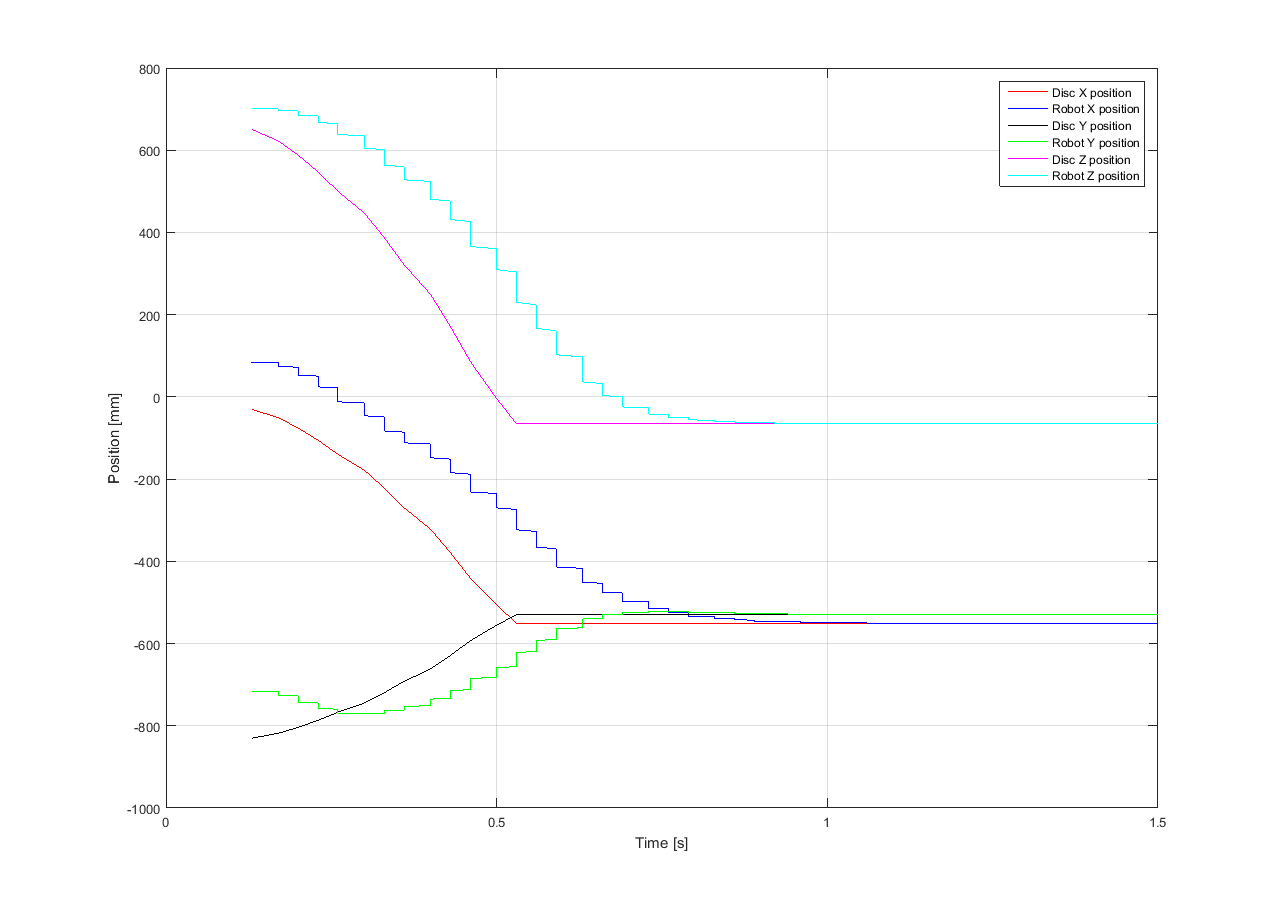 800
600
400
200
0
-200
-400
-600
-800
-1000
Position [mm]
0
0.5
1
1.5
Time [s]
Disc X position
Robot X position
Disc Y position
Robot Y position
Disc Z position
Robot Z position